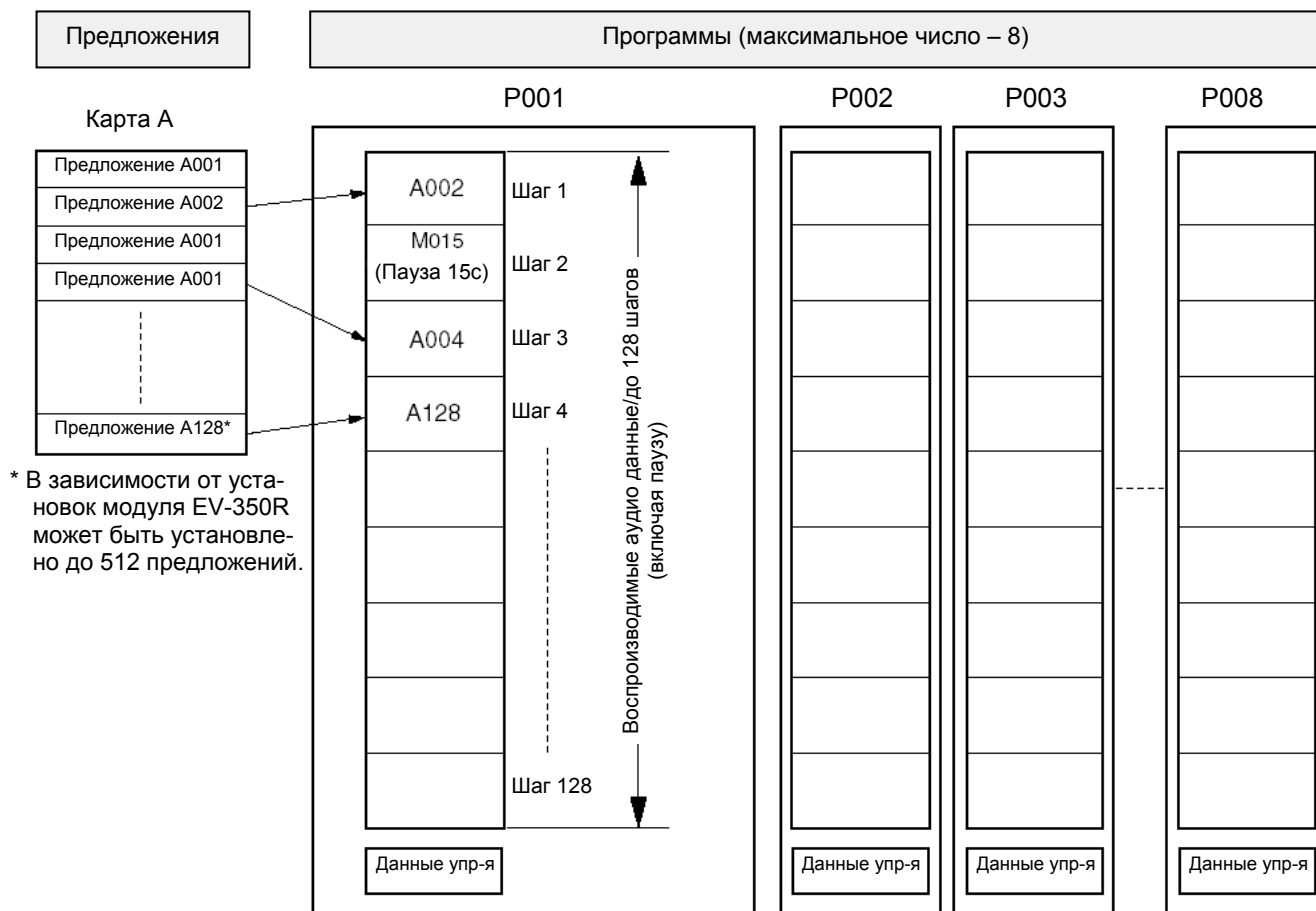 Предложения
Программы (максимальное число – 8)
Карта А
Предложение A001
Предложение A002
Предложение A001
Предложение A001
Предложение A128*
* В зависимости от уста-
новок модуля EV-350R
может быть установле-
но до 512 предложений.
P001
A002
Шаг 1
M015
(Пауза 15с)
Шаг 2
A004
Шаг 3
A128
Шаг 4
Шаг 128
Воспроизводимые аудио данные/до 128 шагов
(включая паузу)
Данные упр-я
P002
Данные упр-я
P003
Данные упр-я
P008
Данные упр-я